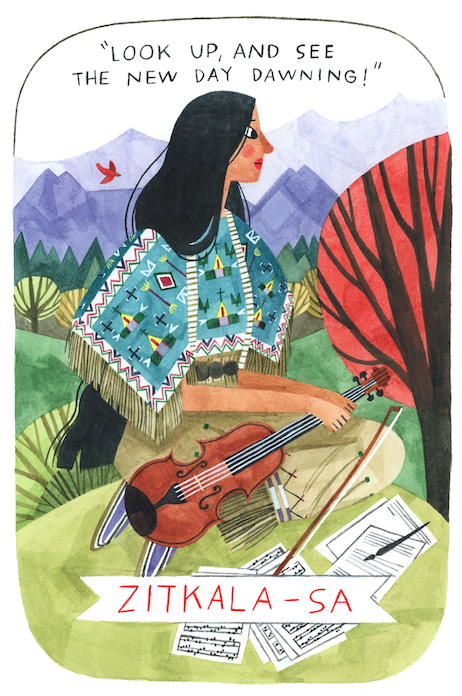 "LOOK UP, AND SEE
THE NEW DAY DAWNING!"
ZITKALA-SA